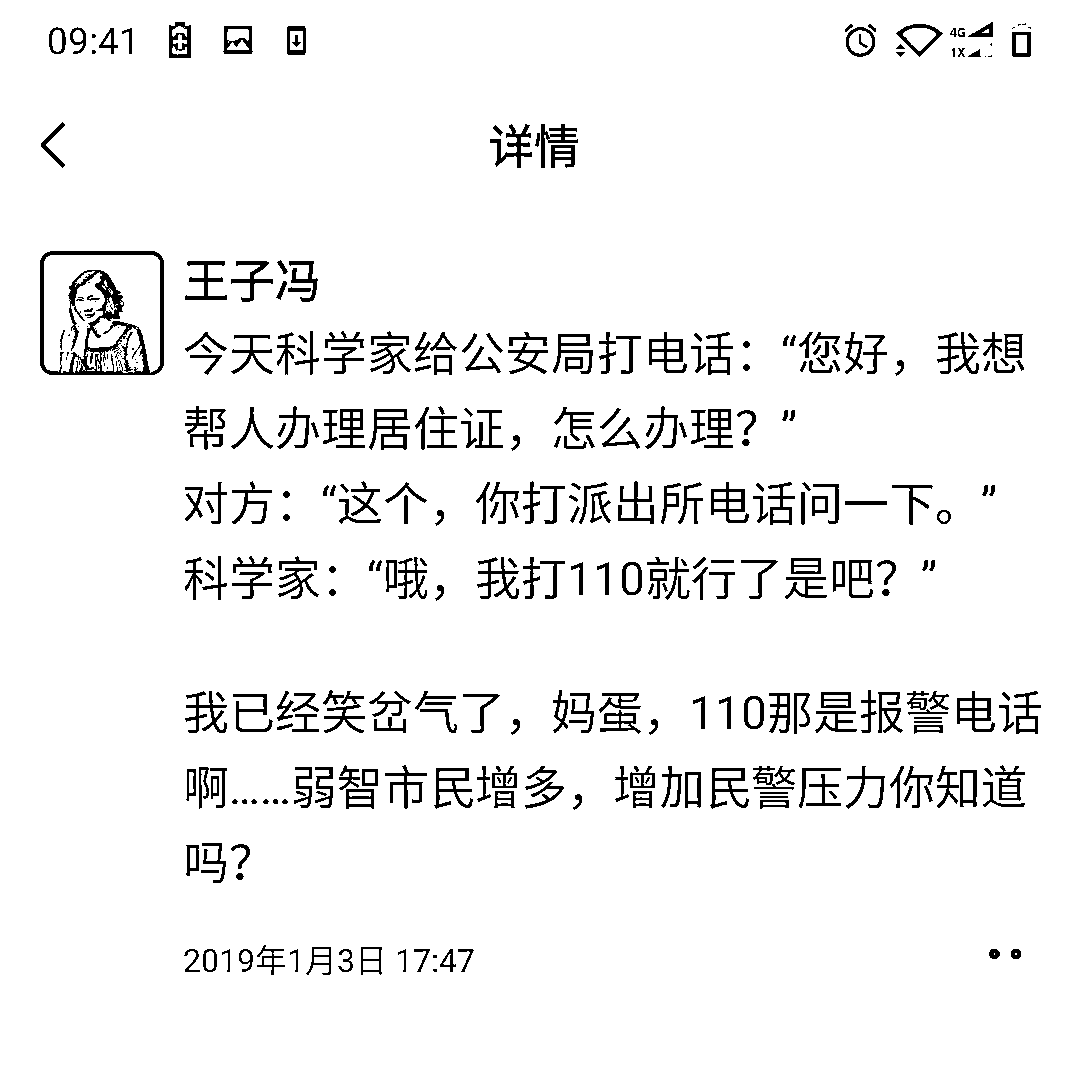 09:41
4G
1X
详情
王子冯
今天科学家给公安局打电话：“您好，我想
帮人办理居住证，怎么办理？”
对方：“这个，你打派出所电话问一下。”
科学家：“哦，我打110就行了是吧？”
我已经笑岔气了，妈蛋，110那是报警电话
啊……弱智市民增多，增加民警压力你知道
吗？
2019年1月3日 17:47